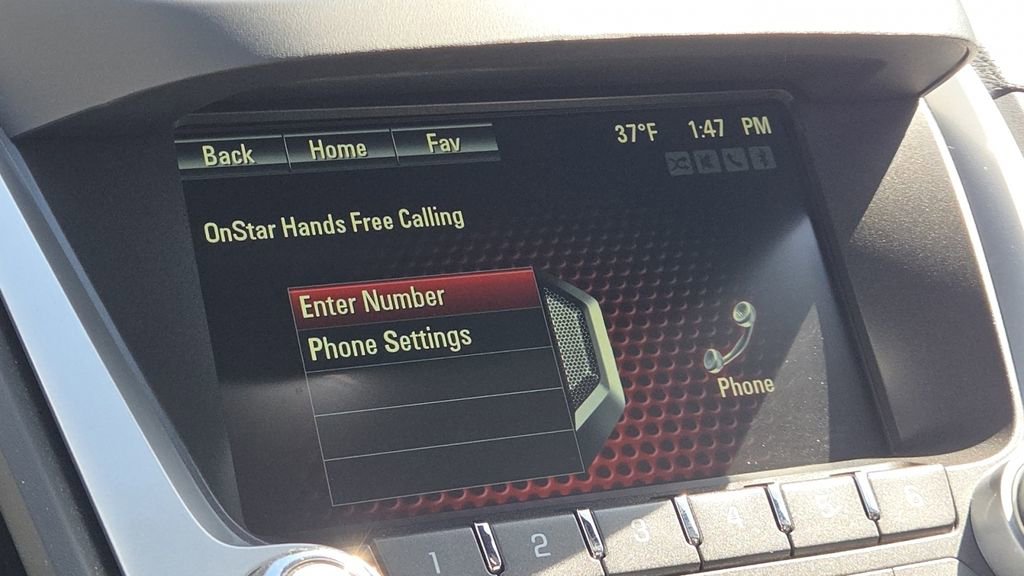 Back Home Fav 37°F 1:47 PM
OnStar Hands Free Calling
Enter Number
Phone Settings
Phone
1 2 3 4 5 6